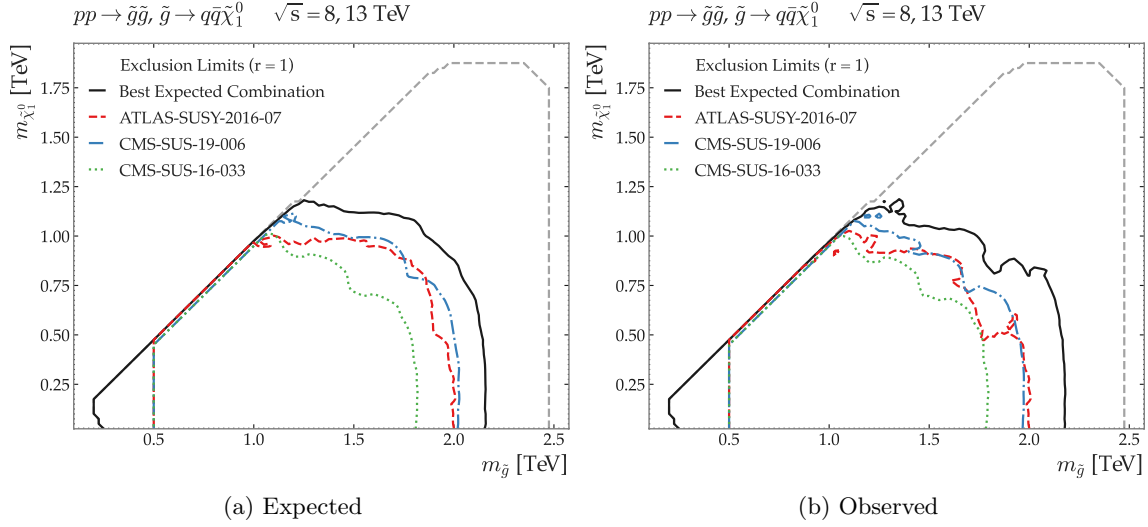 pp → g̃g̃, g̃ → qq̄χ̃₁⁰ √s = 8, 13 TeV
Exclusion Limits (r = 1)
Best Expected Combination
ATLAS-SUSY-2016-07
CMS-SUS-19-006
CMS-SUS-16-033
m_χ̃₁⁰ [TeV]
1.75
1.50
1.25
1.00
0.75
0.50
0.25
0.5 1.0 1.5 2.0 2.5
m_g̃ [TeV]
(a) Expected
pp → g̃g̃, g̃ → qq̄χ̃₁⁰ √s = 8, 13 TeV
Exclusion Limits (r = 1)
Best Expected Combination
ATLAS-SUSY-2016-07
CMS-SUS-19-006
CMS-SUS-16-033
m_χ̃₁⁰ [TeV]
1.75
1.50
1.25
1.00
0.75
0.50
0.25
0.5 1.0 1.5 2.0 2.5
m_g̃ [TeV]
(b) Observed